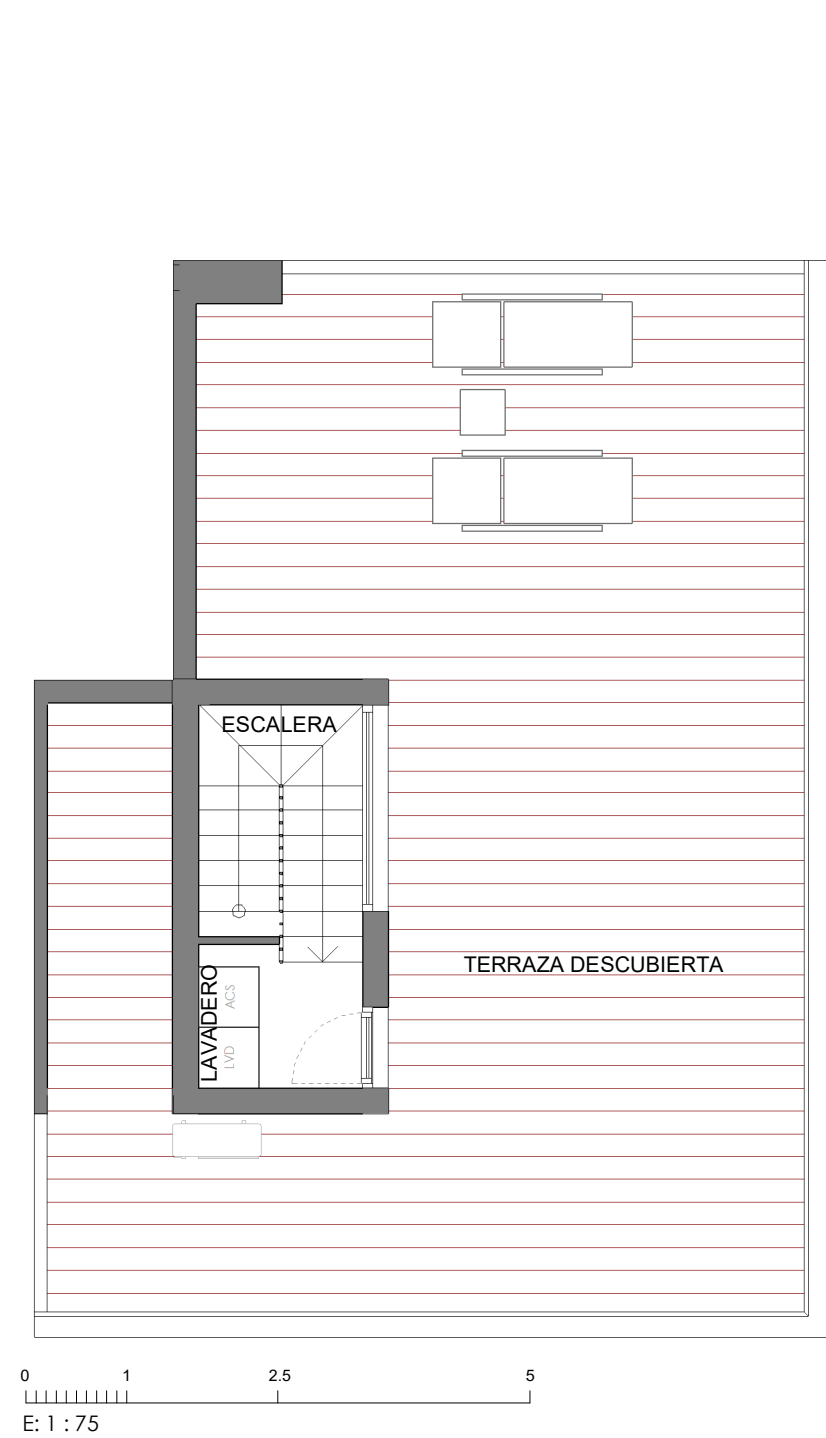 ESCALERA
TERRAZA DESCUBIERTA
LAVADERO
ACS
LVD
0 1 2.5 5
E: 1 : 75